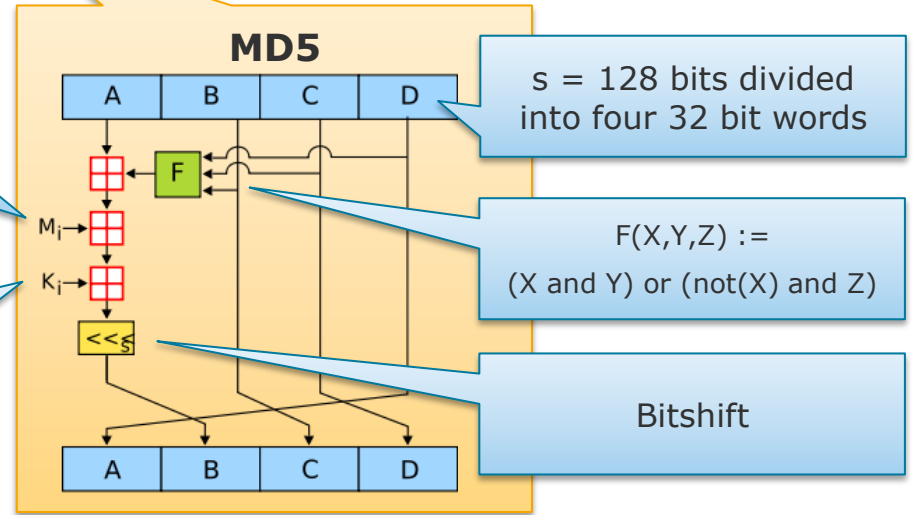 MD5
A B C D
s = 128 bits divided
into four 32 bit words
F
F(X,Y,Z) :=
(X and Y) or (not(X) and Z)
Mi
Ki
<<<s
Bitshift
A B C D